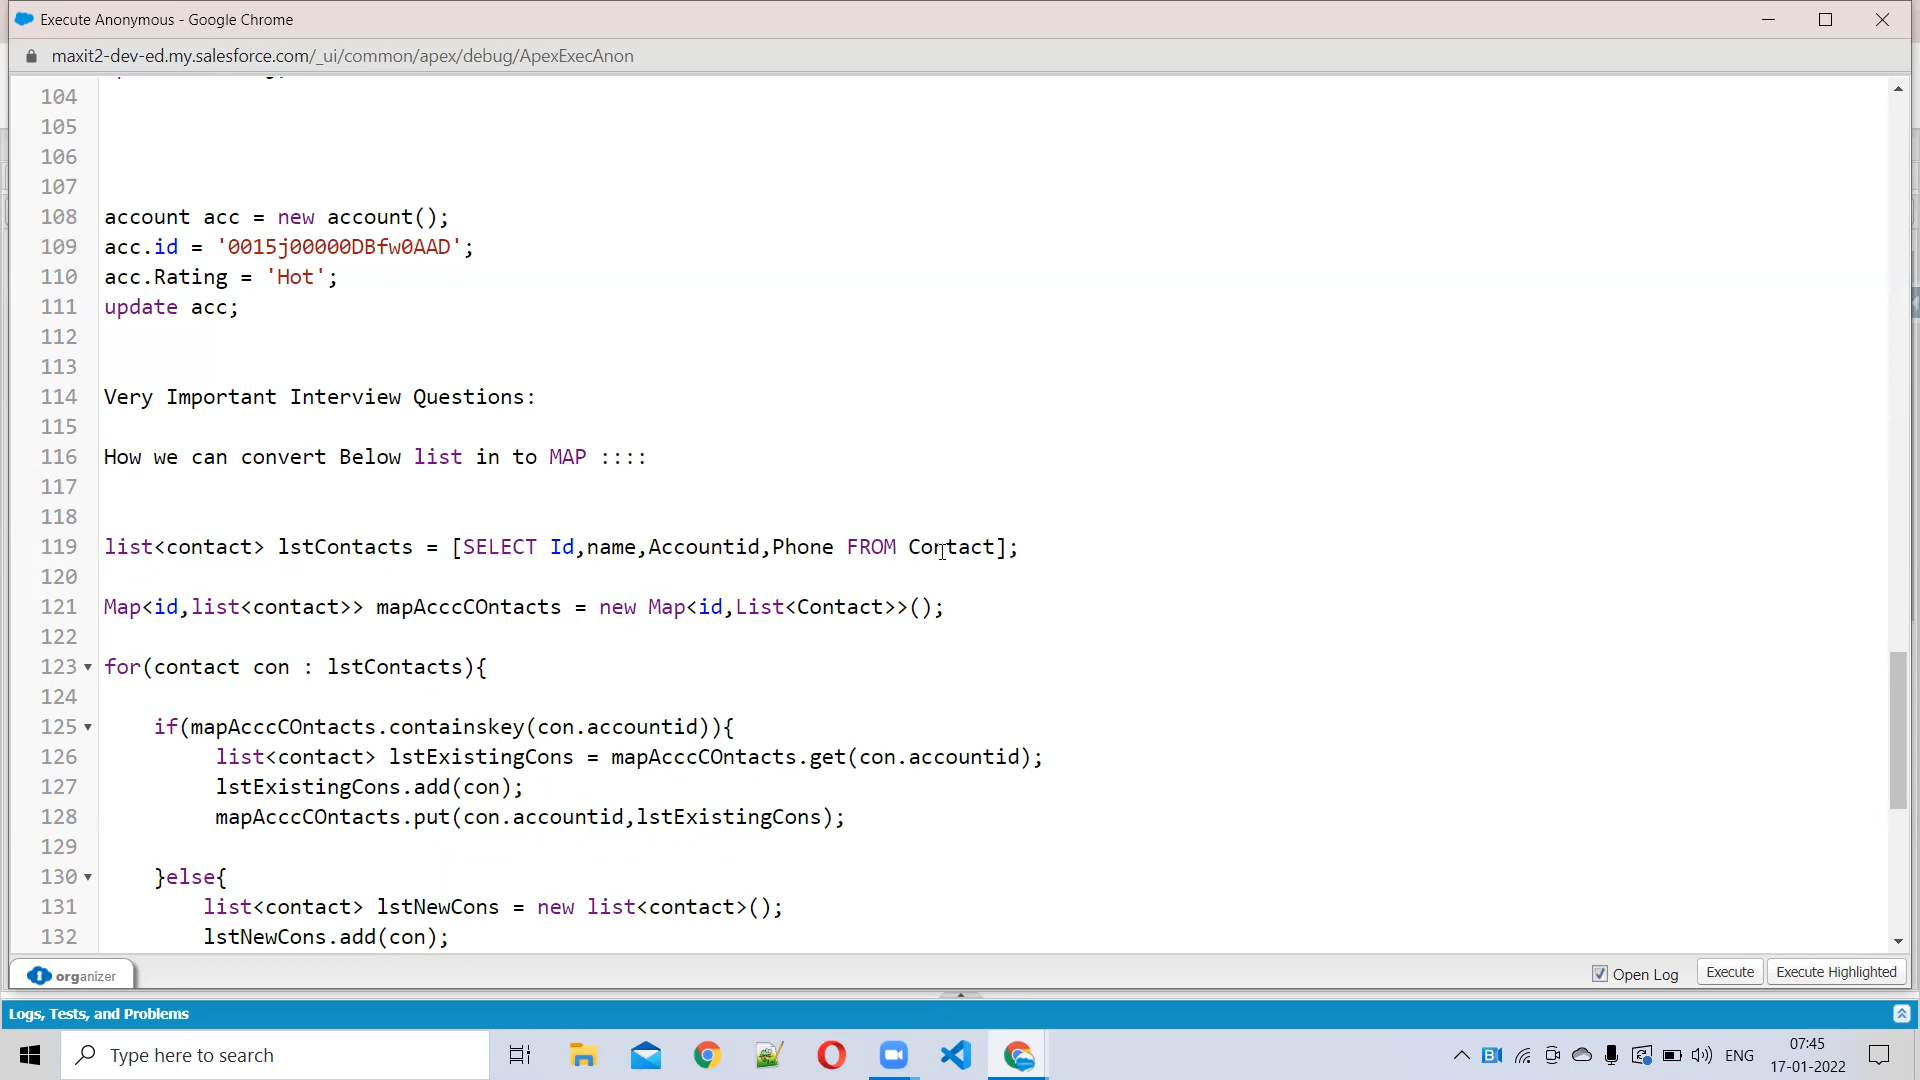 Execute Anonymous - Google Chrome
maxit2-dev-ed.my.salesforce.com/_ui/common/apex/debug/ApexExecAnon
104
105
106
107
108 account acc = new account();
109 acc.id = '0015j00000DBfw0AAD';
110 acc.Rating = 'Hot';
111 update acc;
112
113
114 Very Important Interview Questions:
115
116 How we can convert Below list in to MAP ::::
117
118
119 list<contact> lstContacts = [SELECT Id,name,Accountid,Phone FROM Contact];
120
121 Map<id,list<contact>> mapAcccCOntacts = new Map<id,List<Contact>>();
122
123 for(contact con : lstContacts){
124
125 if(mapAcccCOntacts.containskey(con.accountid)){
126 list<contact> lstExistingCons = mapAcccCOntacts.get(con.accountid);
127 lstExistingCons.add(con);
128 mapAcccCOntacts.put(con.accountid,lstExistingCons);
129
130 }else{
131 list<contact> lstNewCons = new list<contact>();
132 lstNewCons.add(con);
organizer
Open Log Execute Execute Highlighted
Logs, Tests, and Problems
Type here to search
ENG
07:45
17-01-2022